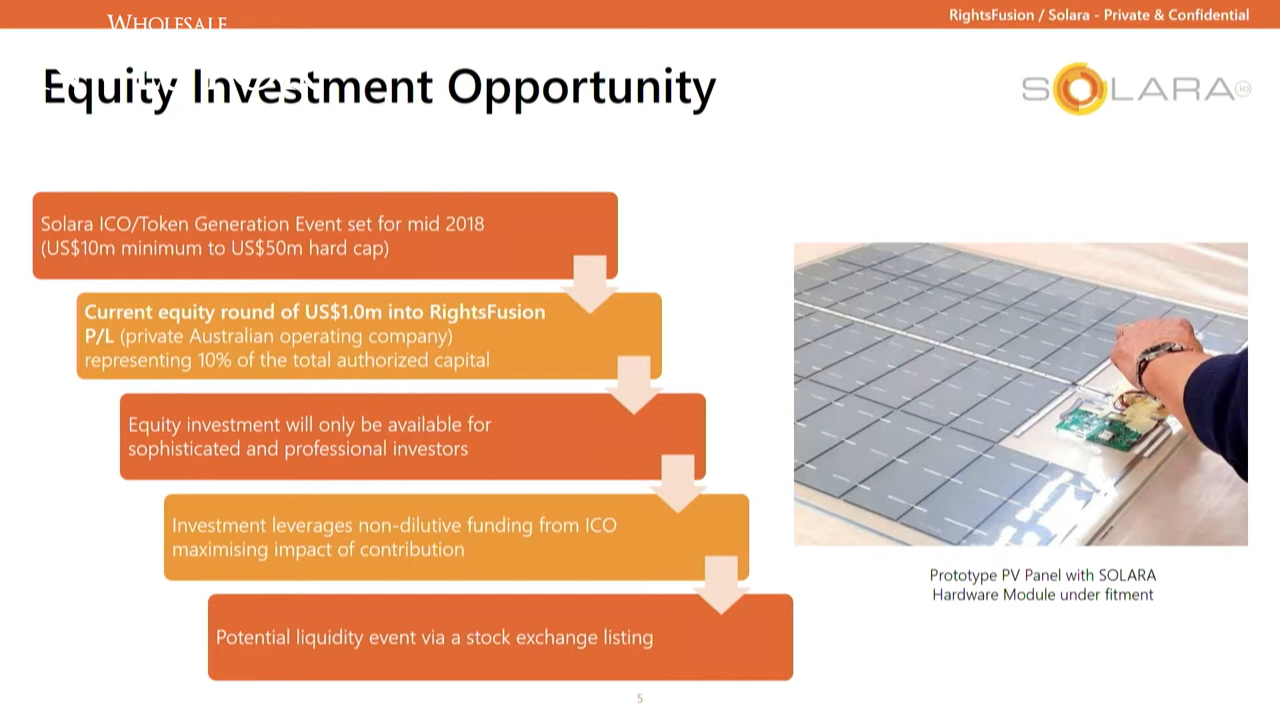 WHOLESALE
RightsFusion / Solara - Private & Confidential
Equity Investment Opportunity
SOLARA
IO
Solara ICO/Token Generation Event set for mid 2018
(US$10m minimum to US$50m hard cap)
Current equity round of US$1.0m into RightsFusion
P/L (private Australian operating company)
representing 10% of the total authorized capital
Equity investment will only be available for
sophisticated and professional investors
Investment leverages non-dilutive funding from ICO
maximising impact of contribution
Potential liquidity event via a stock exchange listing
Prototype PV Panel with SOLARA
Hardware Module under fitment
5